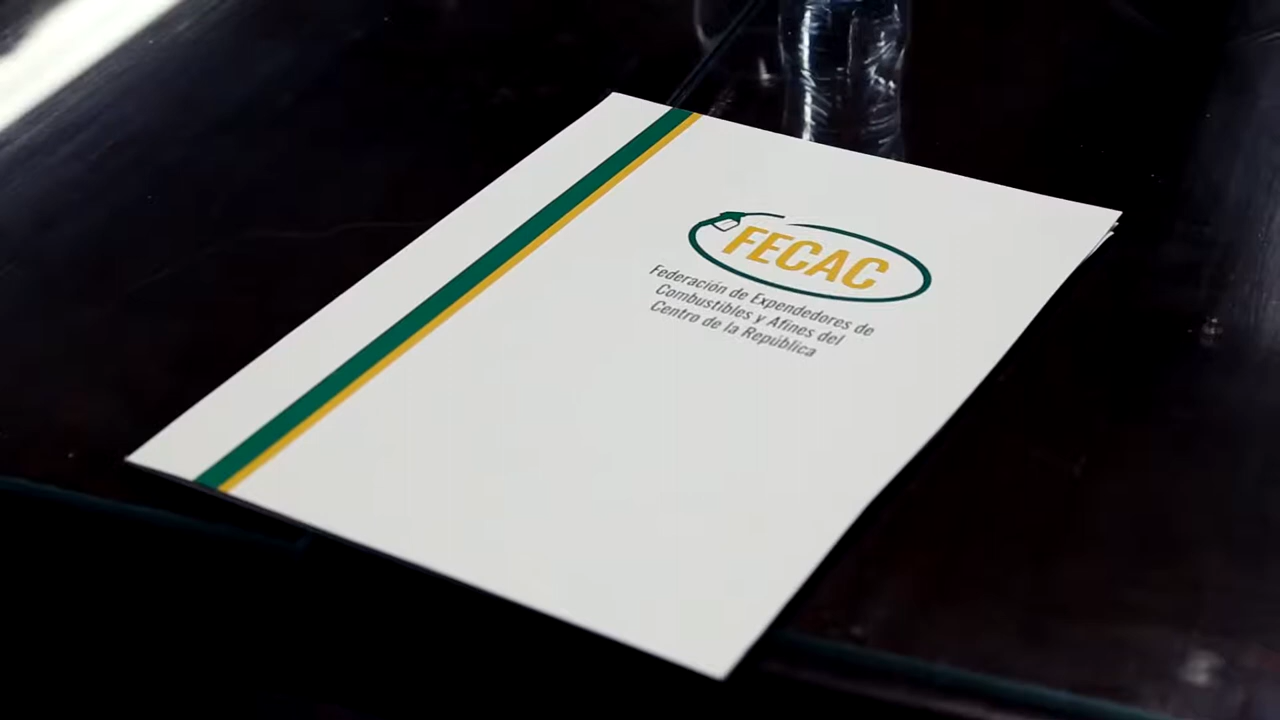 FECAC
Federación de Expendedores de
Combustibles y Afines del
Centro de la República